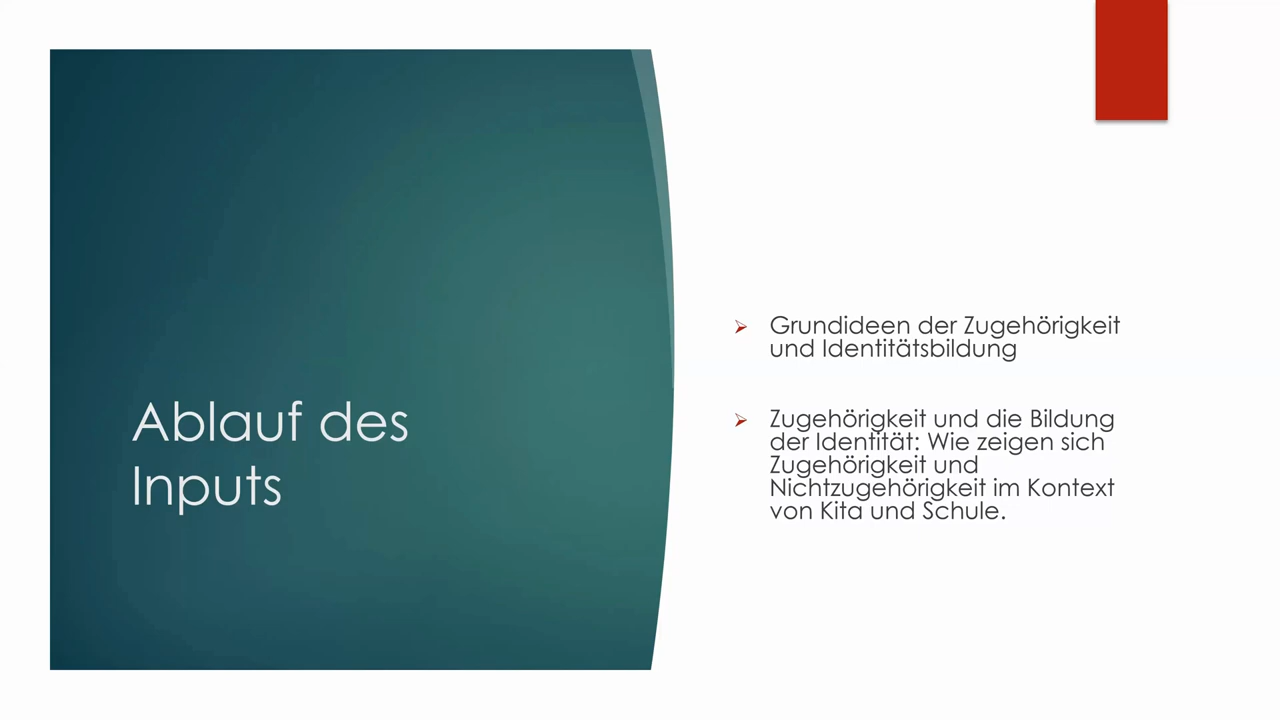 Ablauf des
Inputs
Grundideen der Zugehörigkeit
und Identitätsbildung
Zugehörigkeit und die Bildung
der Identität: Wie zeigen sich
Zugehörigkeit und
Nichtzugehörigkeit im Kontext
von Kita und Schule.